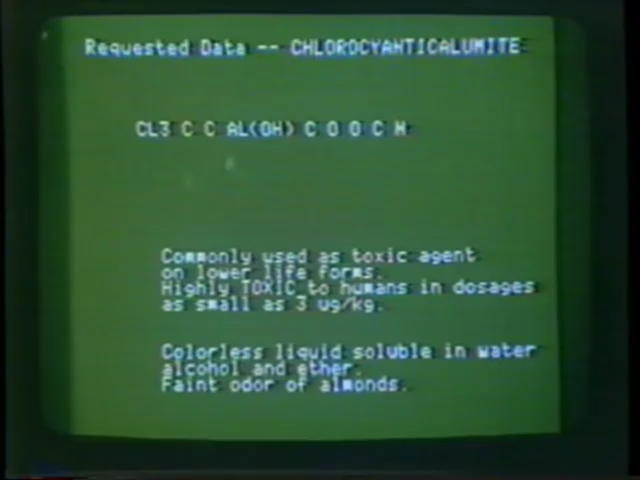 Requested Data -- CHLOROCYANTICALUMITE
CL3 C C AL(OH) C O O C H
Commonly used as toxic agent
on lower life forms.
Highly TOXIC to humans in dosages
as small as 3 ug/kg.
Colorless liquid soluble in water
alcohol and ether.
Faint odor of almonds.